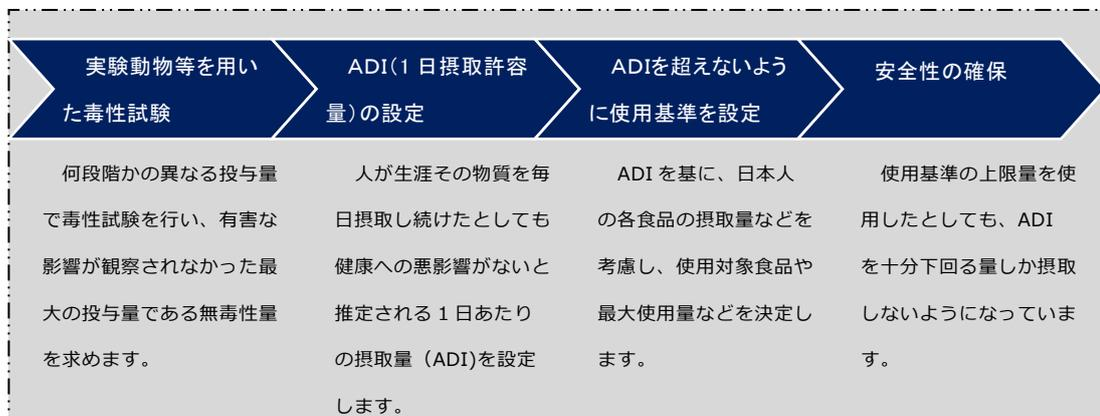 実験動物等を用い
た毒性試験
ADI(1 日摂取許容
量)の設定
ADIを超えないよう
に使用基準を設定
安全性の確保
何段階かの異なる投与量
で毒性試験を行い、有害な
影響が観察されなかった最
大の投与量である無毒性量
を求めます。
人が生涯その物質を毎
日摂取し続けたとしても
健康への悪影響がないと
推定される 1 日あたり
の摂取量（ADI)を設定
します。
ADI を基に、日本人
の各食品の摂取量などを
考慮し、使用対象食品や
最大使用量などを決定し
ます。
使用基準の上限量を使
用したとしても、ADI
を十分下回る量しか摂取
しないようになっていま
す。